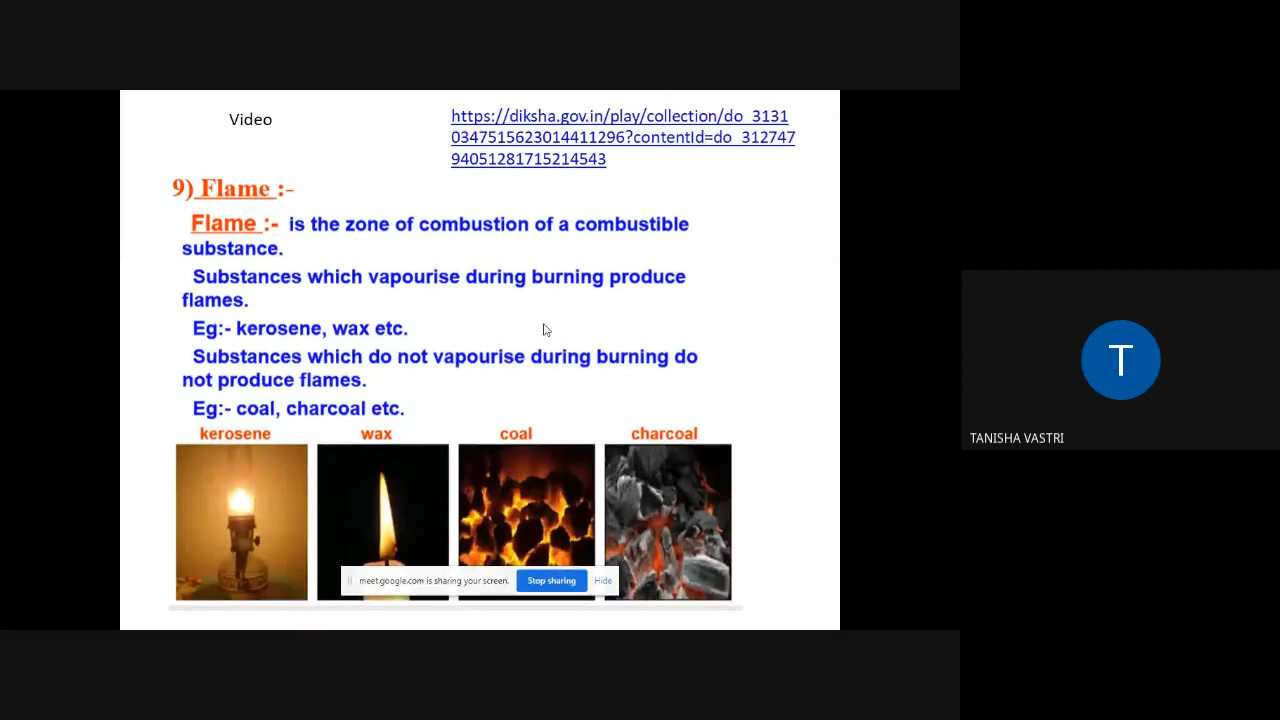 Video
https://diksha.gov.in/play/collection/do_3131
0347515623014411296?contentId=do_312747
94051281715214543
9) Flame :-
Flame :- is the zone of combustion of a combustible
substance.
Substances which vapourise during burning produce
flames.
Eg:- kerosene, wax etc.
Substances which do not vapourise during burning do
not produce flames.
Eg:- coal, charcoal etc.
kerosene wax coal charcoal
meet.google.com is sharing your screen. Stop sharing Hide
T
TANISHA VASTRI